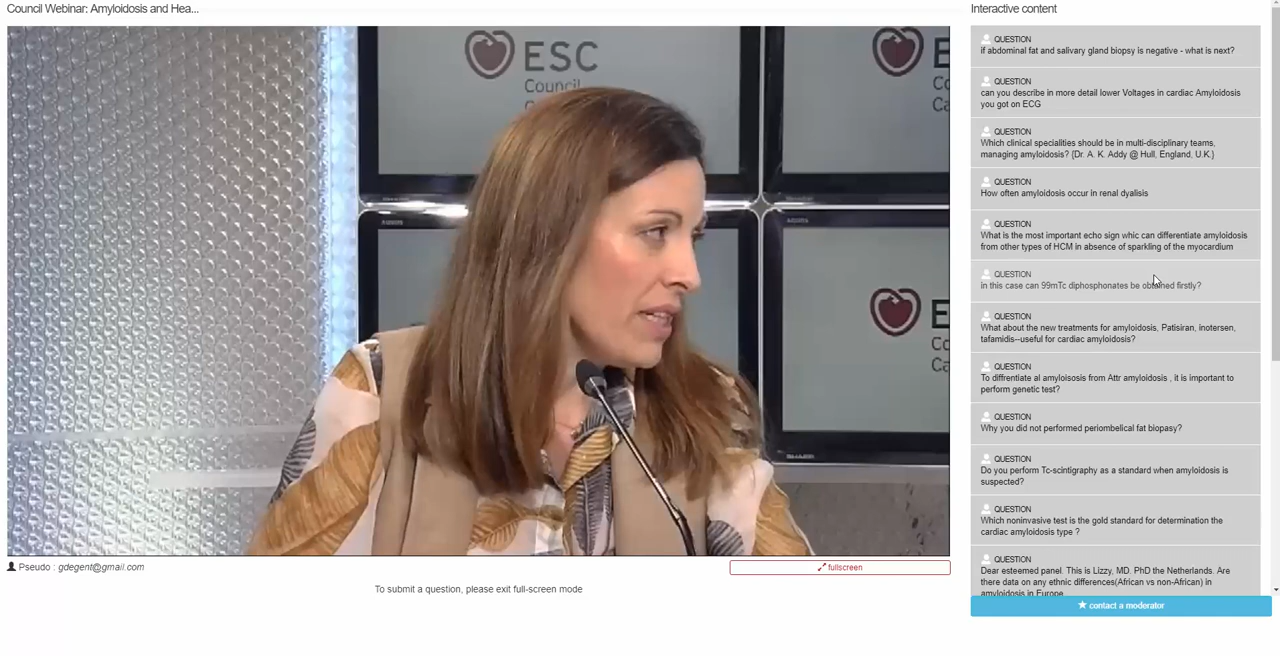 Council Webinar: Amyloidosis and Hea...
ESC
Council
E
Ca
E
Co
Ca
Pseudo : gdegent@gmail.com
fullscreen
To submit a question, please exit full-screen mode
Interactive content
QUESTION
if abdominal fat and salivary gland biopsy is negative - what is next?
QUESTION
can you describe in more detail lower Voltages in cardiac Amyloidosis
you got on ECG
QUESTION
Which clinical specialities should be in multi-disciplinary teams,
managing amyloidosis? {Dr. A. K. Addy @ Hull, England, U.K.}
QUESTION
How often amyloidosis occur in renal dyalisis
QUESTION
What is the most important echo sign whic can differentiate amyloidosis
from other types of HCM in absence of sparkling of the myocardium
QUESTION
in this case can 99mTc diphosphonates be obtained firstly?
QUESTION
What about the new treatments for amyloidosis, Patisiran, inotersen,
tafamidis--useful for cardiac amyloidosis?
QUESTION
To diffrentiate al amyloisosis from Attr amyloidosis , it is important to
perform genetic test?
QUESTION
Why you did not performed periombelical fat biopasy?
QUESTION
Do you perform Tc-scintigraphy as a standard when amyloidosis is
suspected?
QUESTION
Which noninvasive test is the gold standard for determination the
cardiac amyloidosis type ?
QUESTION
Dear esteemed panel. This is Lizzy, MD. PhD the Netherlands. Are
there data on any ethnic differences(African vs non-African) in
amyloidosis in Europe
contact a moderator